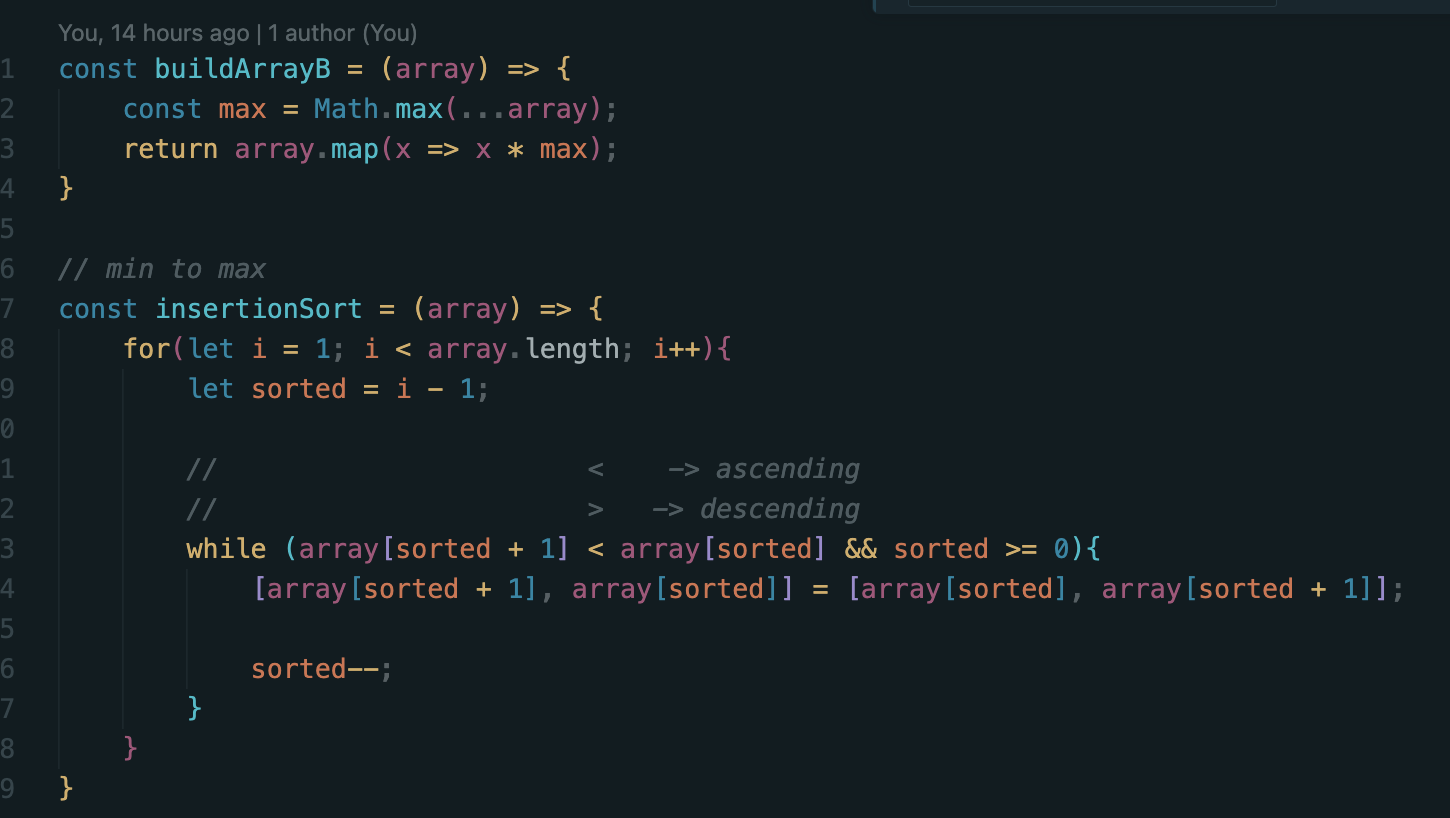 You, 14 hours ago | 1 author (You)
1 const buildArrayB = (array) => {
2     const max = Math.max(...array);
3     return array.map(x => x * max);
4 }
5
6 // min to max
7 const insertionSort = (array) => {
8     for(let i = 1; i < array.length; i++){
9         let sorted = i - 1;
0
1         //                       <    -> ascending
2         //                       >   -> descending
3         while (array[sorted + 1] < array[sorted] && sorted >= 0){
4             [array[sorted + 1], array[sorted]] = [array[sorted], array[sorted + 1]];
5
6             sorted--;
7         }
8     }
9 }